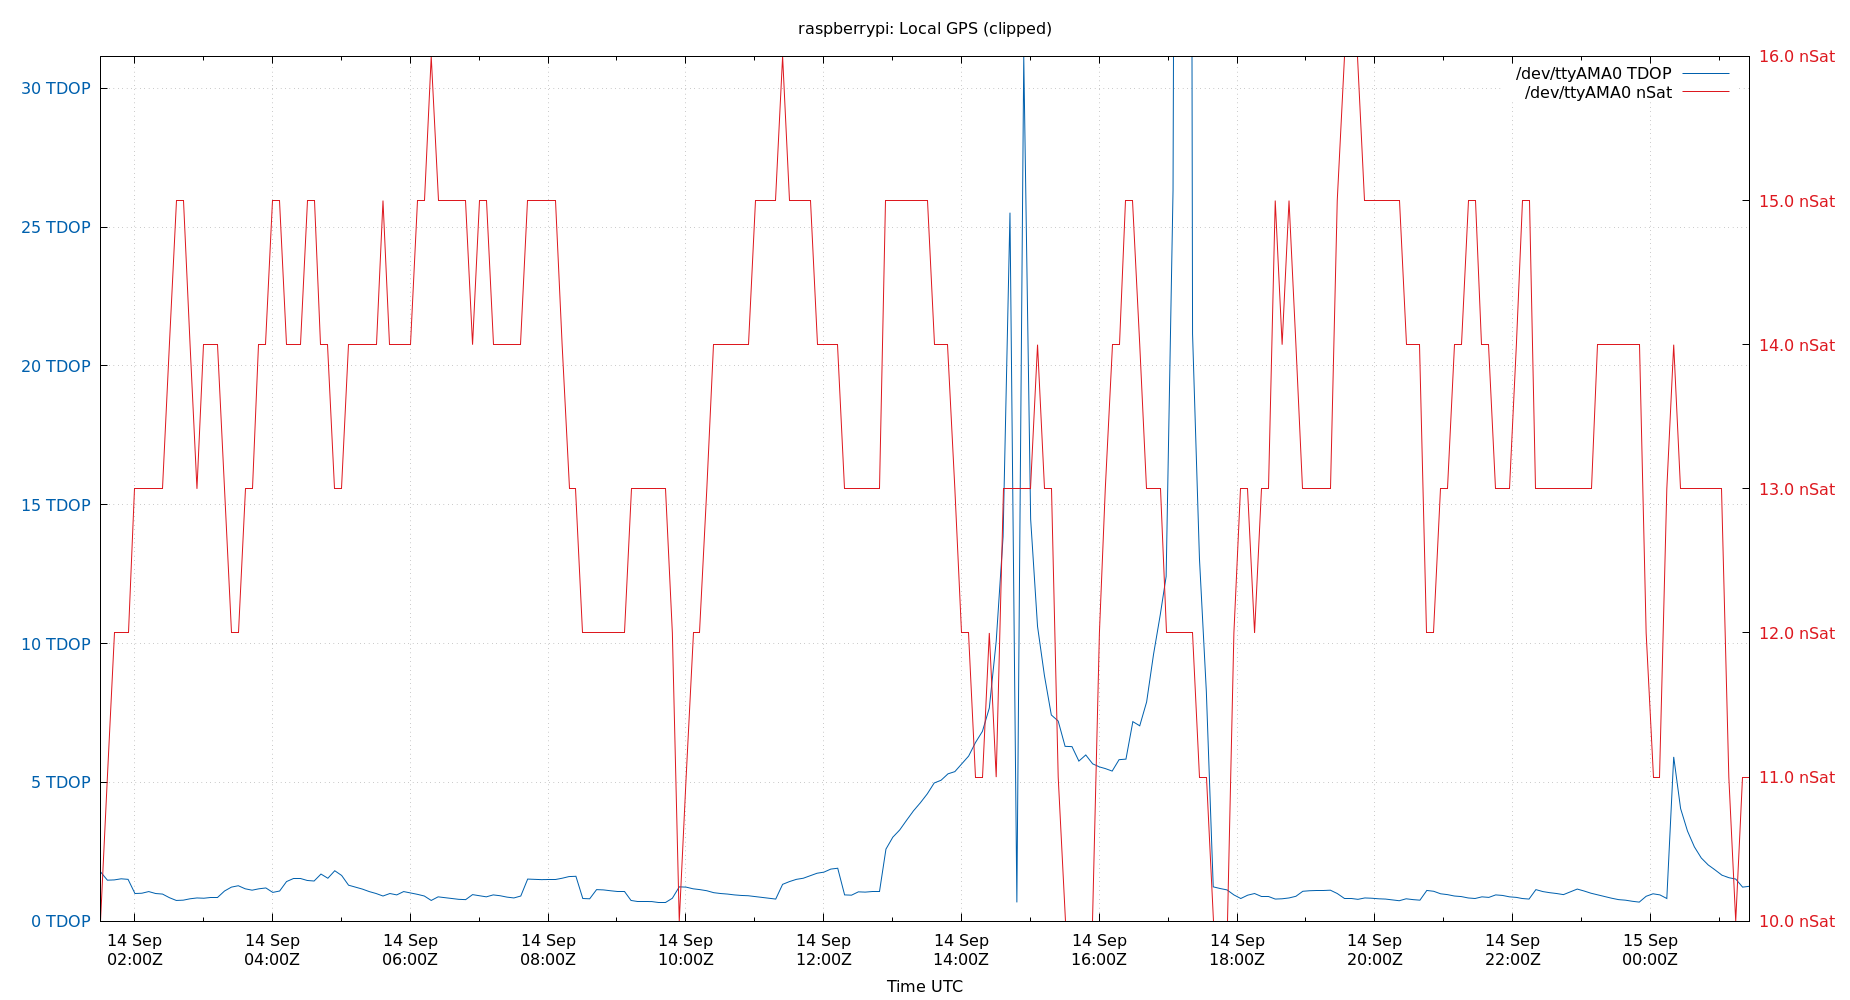 raspberrypi: Local GPS (clipped)
/dev/ttyAMA0 TDOP
/dev/ttyAMA0 nSat
30 TDOP
25 TDOP
20 TDOP
15 TDOP
10 TDOP
5 TDOP
0 TDOP
16.0 nSat
15.0 nSat
14.0 nSat
13.0 nSat
12.0 nSat
11.0 nSat
10.0 nSat
14 Sep
02:00Z
14 Sep
04:00Z
14 Sep
06:00Z
14 Sep
08:00Z
14 Sep
10:00Z
14 Sep
12:00Z
14 Sep
14:00Z
14 Sep
16:00Z
14 Sep
18:00Z
14 Sep
20:00Z
14 Sep
22:00Z
15 Sep
00:00Z
Time UTC